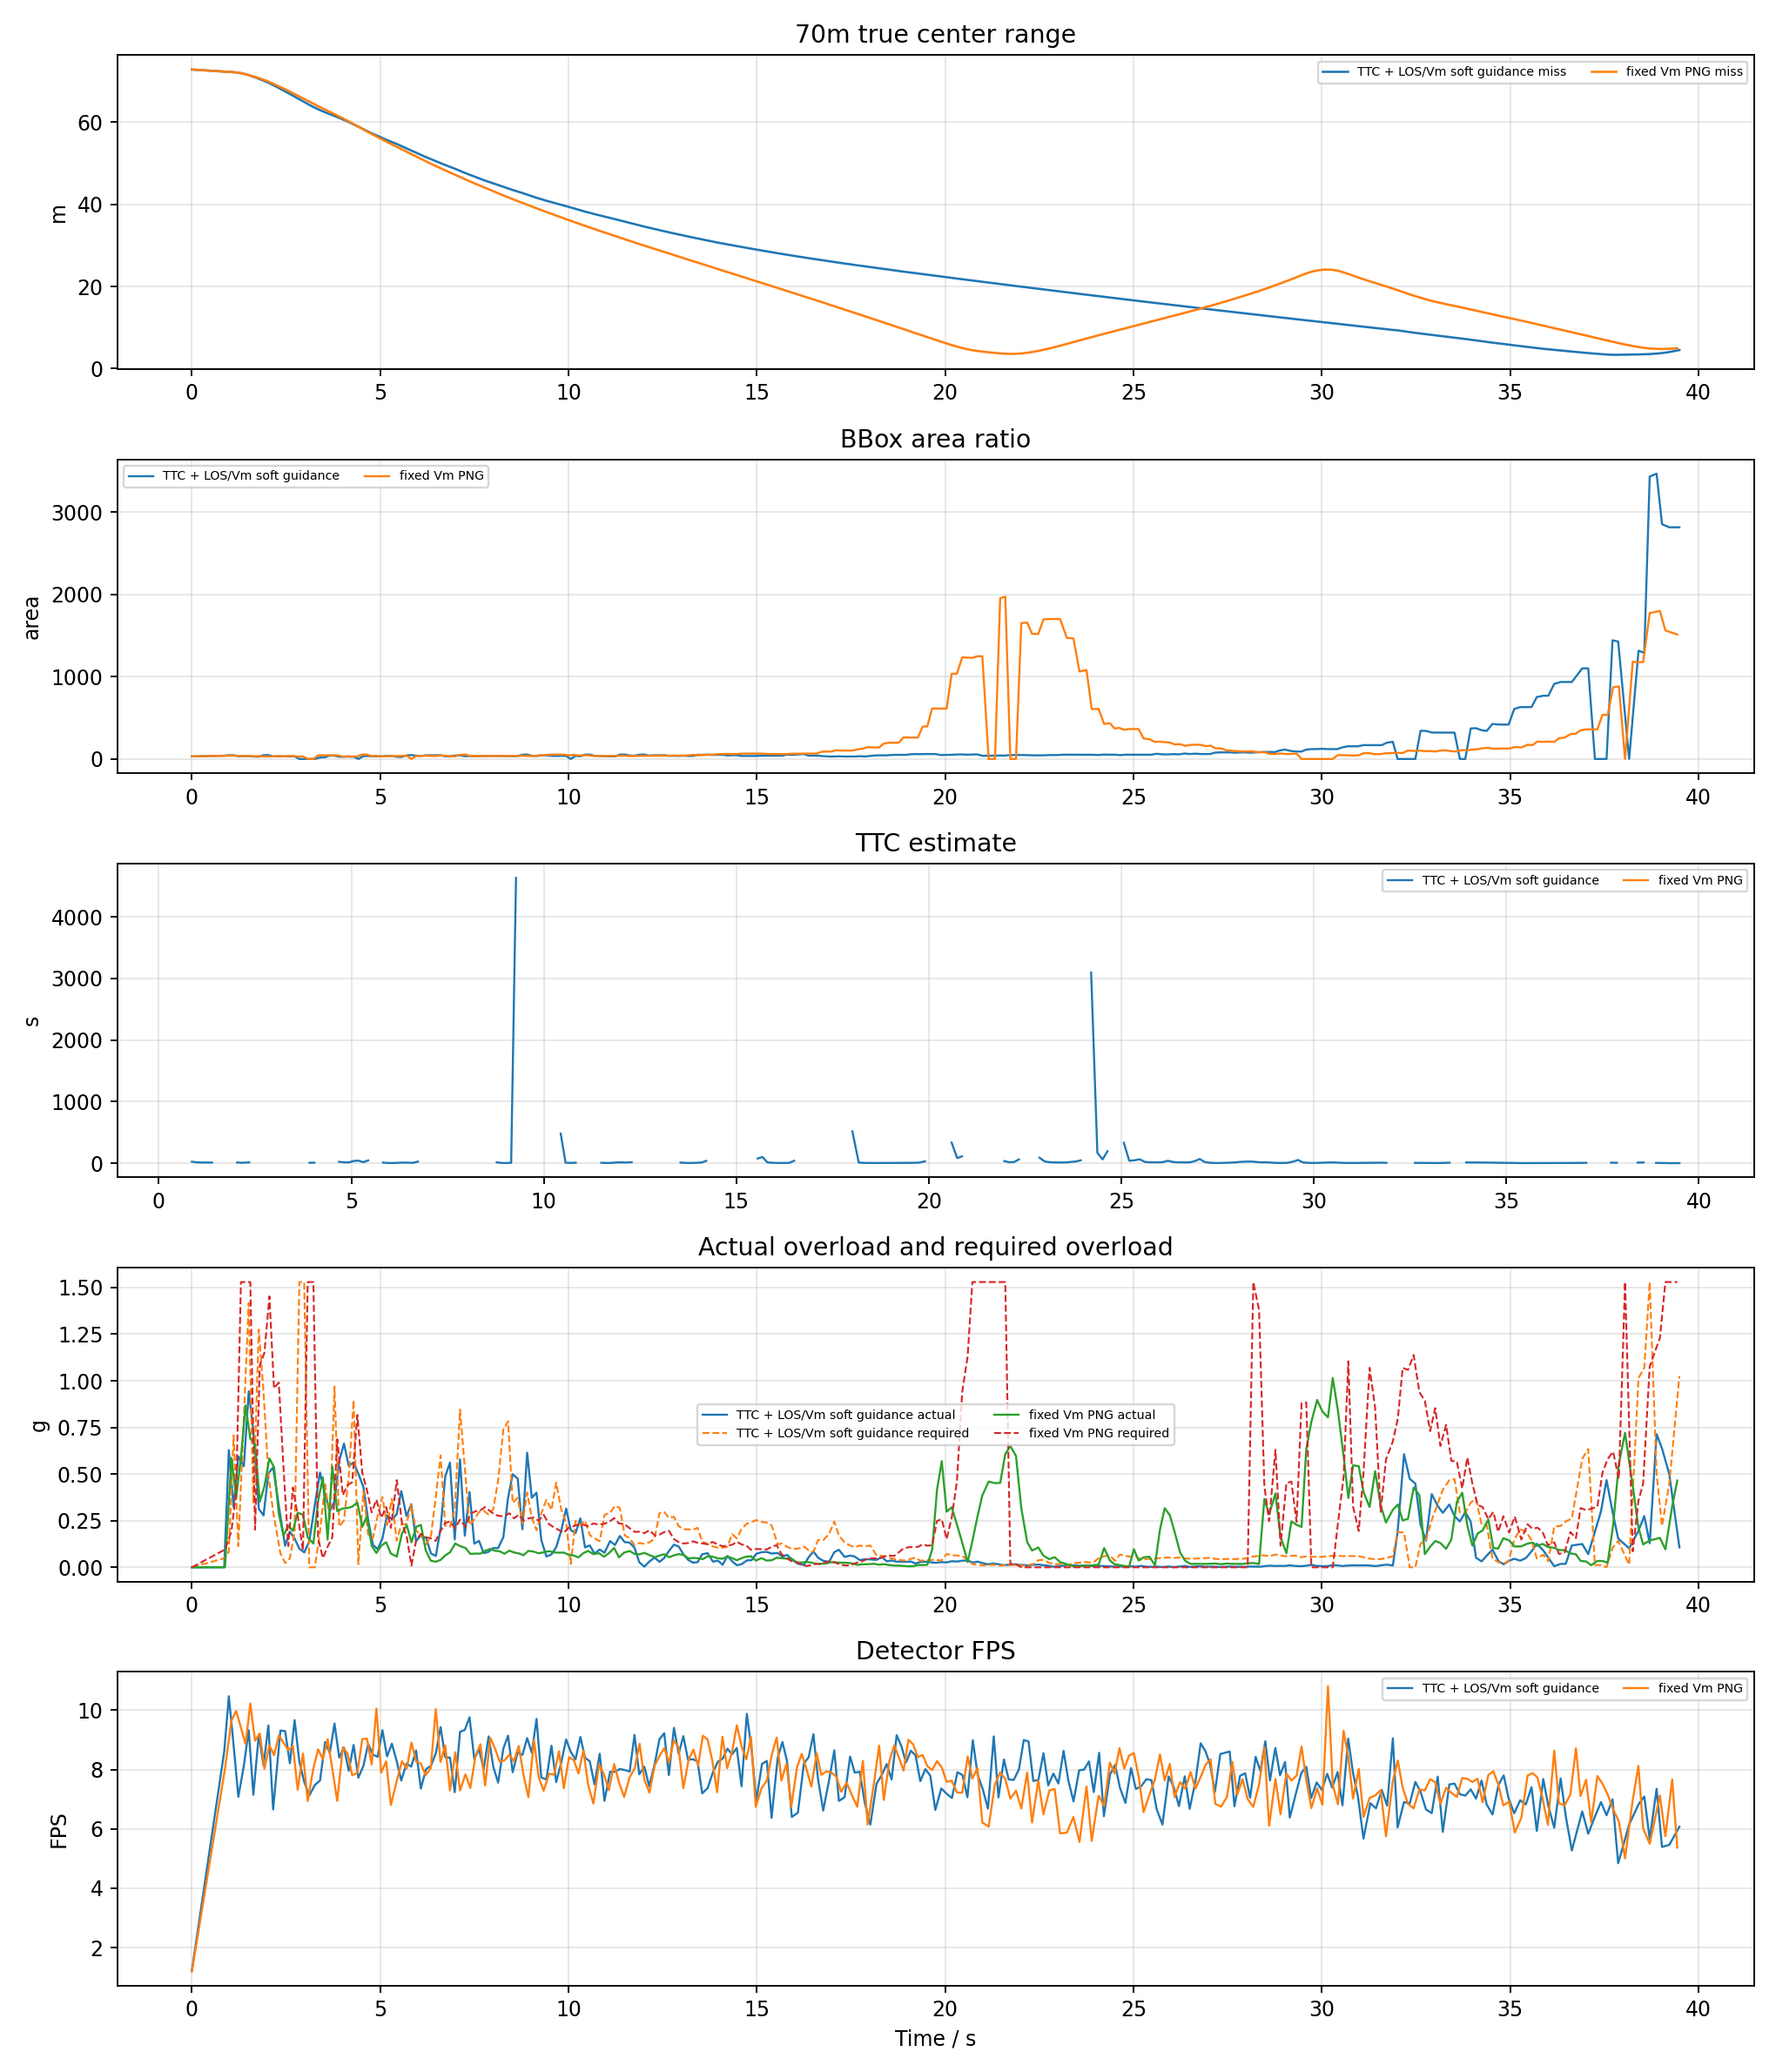 70m true center range
TTC + LOS/Vm soft guidance miss fixed Vm PNG miss
60
40
20
0
m
0 5 10 15 20 25 30 35 40
BBox area ratio
TTC + LOS/Vm soft guidance fixed Vm PNG
3000
2000
1000
0
area
0 5 10 15 20 25 30 35 40
TTC estimate
TTC + LOS/Vm soft guidance fixed Vm PNG
4000
3000
2000
1000
0
s
0 5 10 15 20 25 30 35 40
Actual overload and required overload
1.50
1.25
1.00
0.75
0.50
0.25
0.00
g
TTC + LOS/Vm soft guidance actual fixed Vm PNG actual
TTC + LOS/Vm soft guidance required fixed Vm PNG required
0 5 10 15 20 25 30 35 40
Detector FPS
TTC + LOS/Vm soft guidance fixed Vm PNG
10
8
6
4
2
FPS
0 5 10 15 20 25 30 35 40
Time / s